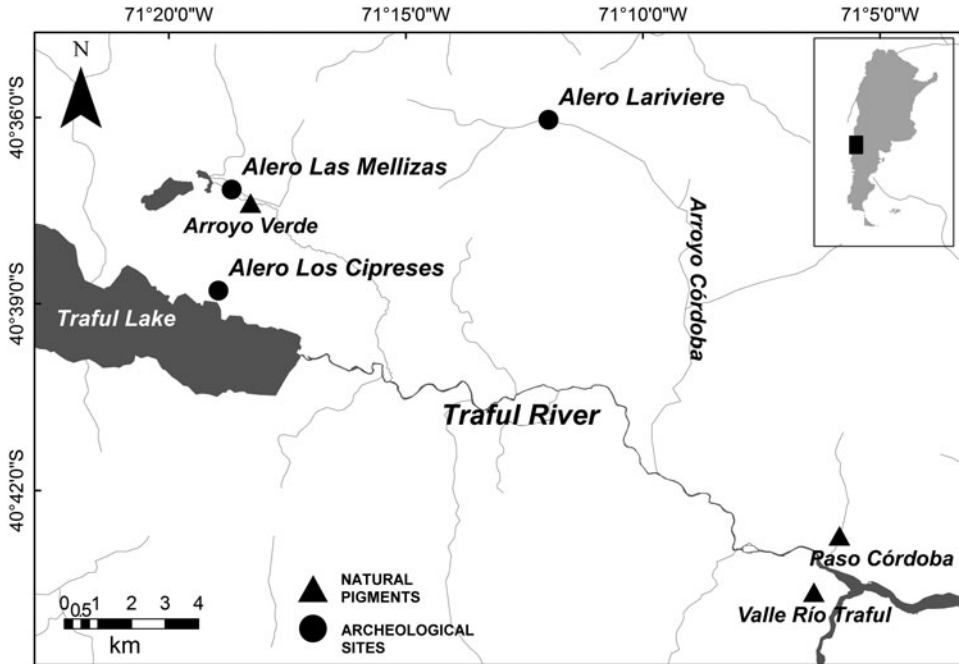 71°20'0"W 71°15'0"W 71°10'0"W 71°5'0"W
N
40°36'0"S
Alero Lariviere
Alero Las Mellizas
Arroyo Verde
Arroyo Córdoba
Alero Los Cipreses
40°39'0"S
Traful Lake
Traful River
40°42'0"S
Paso Córdoba
Valle Río Traful
0 0,5 1 2 3 4
km
NATURAL
PIGMENTS
ARCHEOLOGICAL
SITES